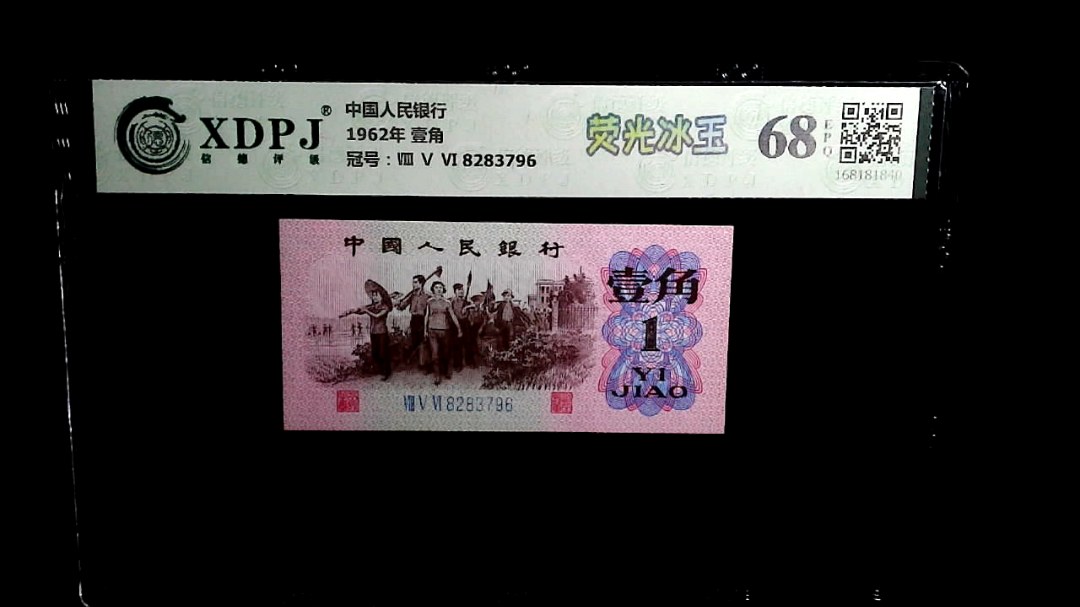 XDPJ®
信德评级
中国人民银行
1962年 壹角
冠号：Ⅷ Ⅴ Ⅵ 8283796
荧光冰玉
68
EPQ
168181840
中國人民銀行
壹角
1
YI
JIAO
Ⅷ Ⅴ Ⅵ 8283796